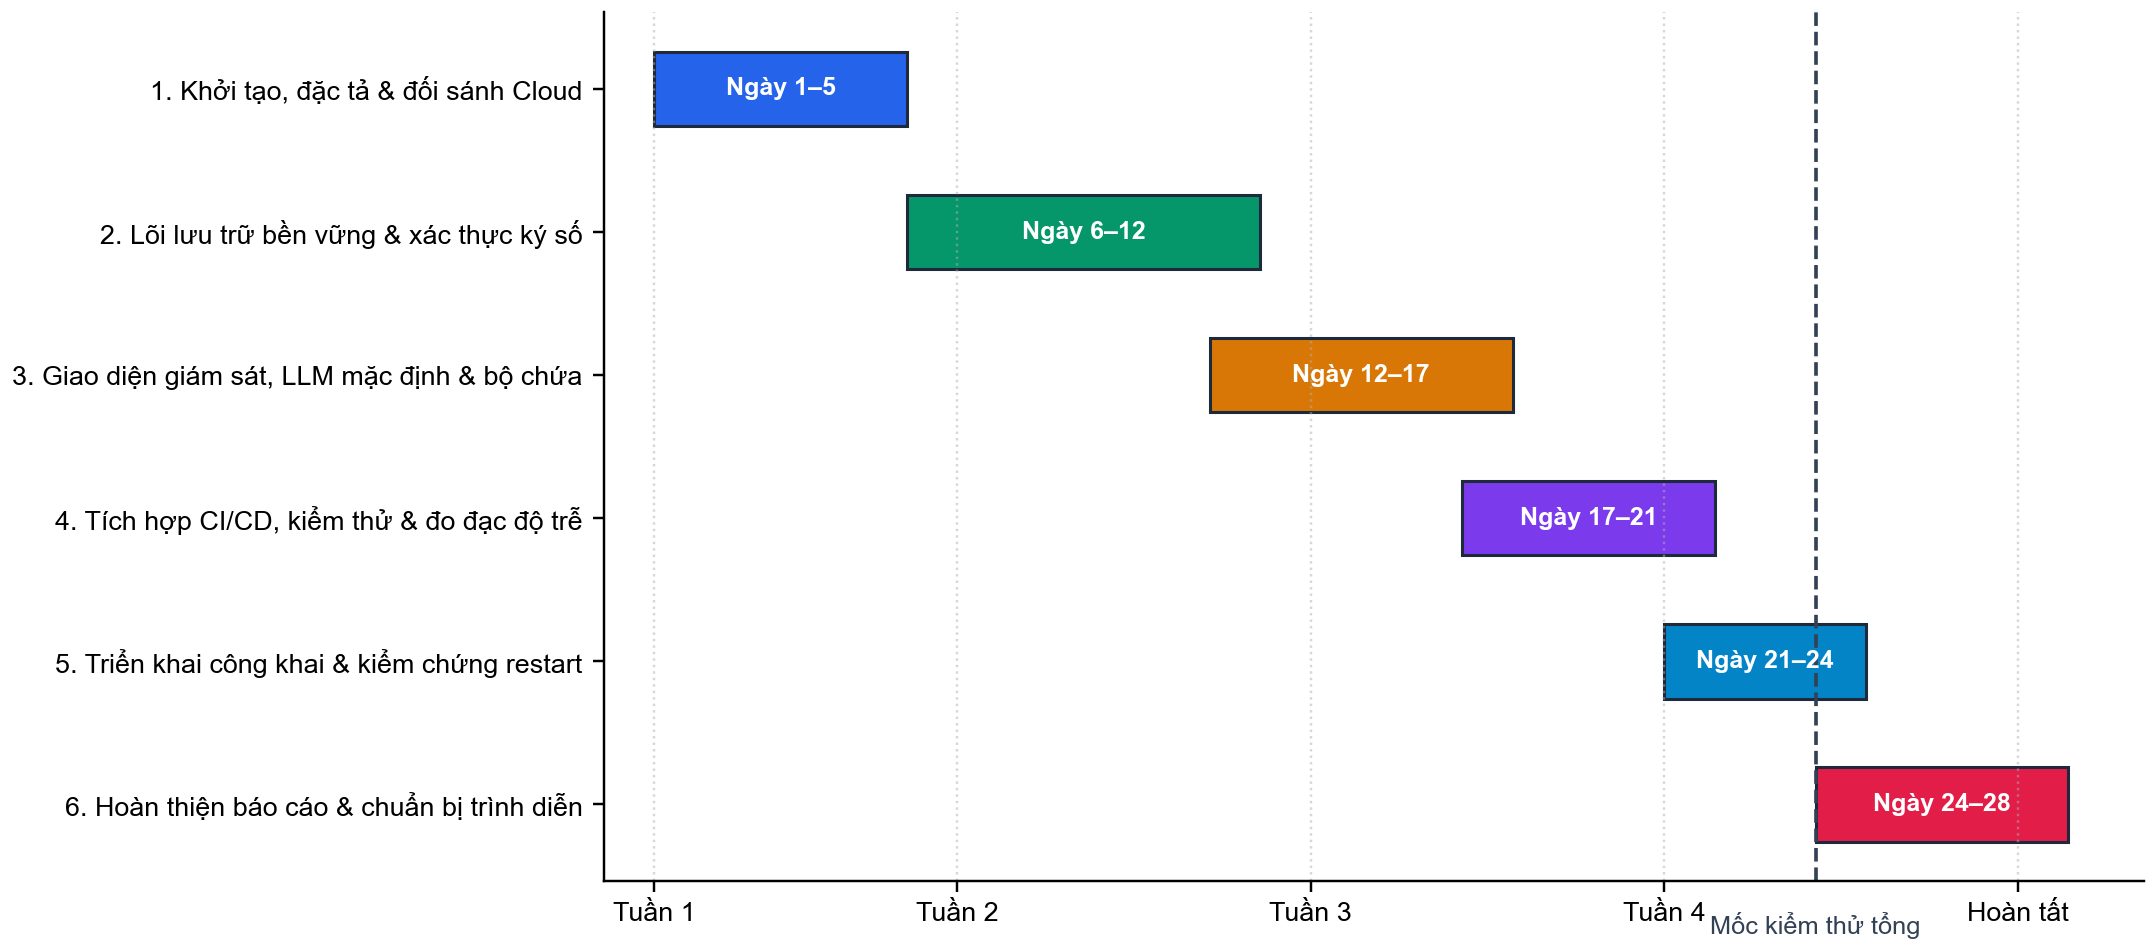 1. Khởi tạo, đặc tả & đối sánh Cloud
Ngày 1–5
2. Lõi lưu trữ bền vững & xác thực ký số
Ngày 6–12
3. Giao diện giám sát, LLM mặc định & bộ chứa
Ngày 12–17
4. Tích hợp CI/CD, kiểm thử & đo đạc độ trễ
Ngày 17–21
5. Triển khai công khai & kiểm chứng restart
Ngày 21–24
6. Hoàn thiện báo cáo & chuẩn bị trình diễn
Ngày 24–28
Tuần 1
Tuần 2
Tuần 3
Tuần 4
Mốc kiểm thử tổng
Hoàn tất